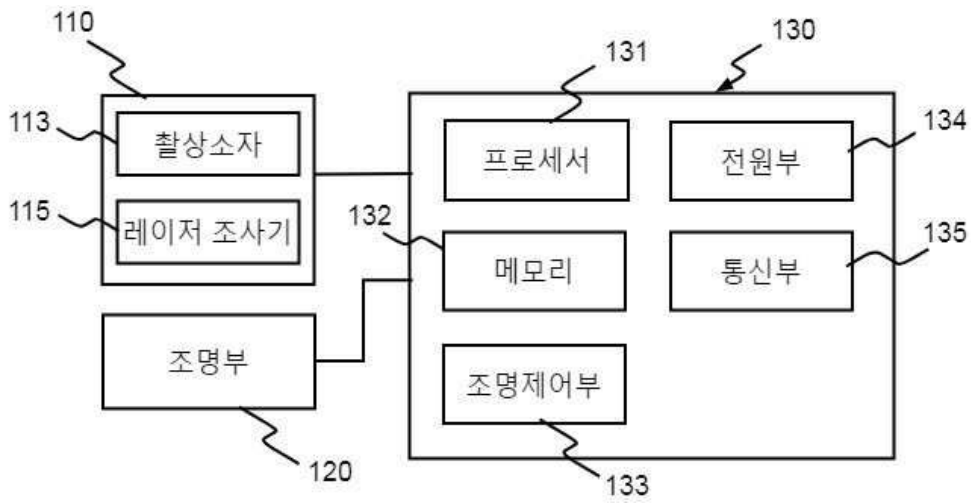 110
113
촬상소자
115
레이저 조사기
조명부
120
130
131
프로세서
134
전원부
132
메모리
135
통신부
조명제어부
133